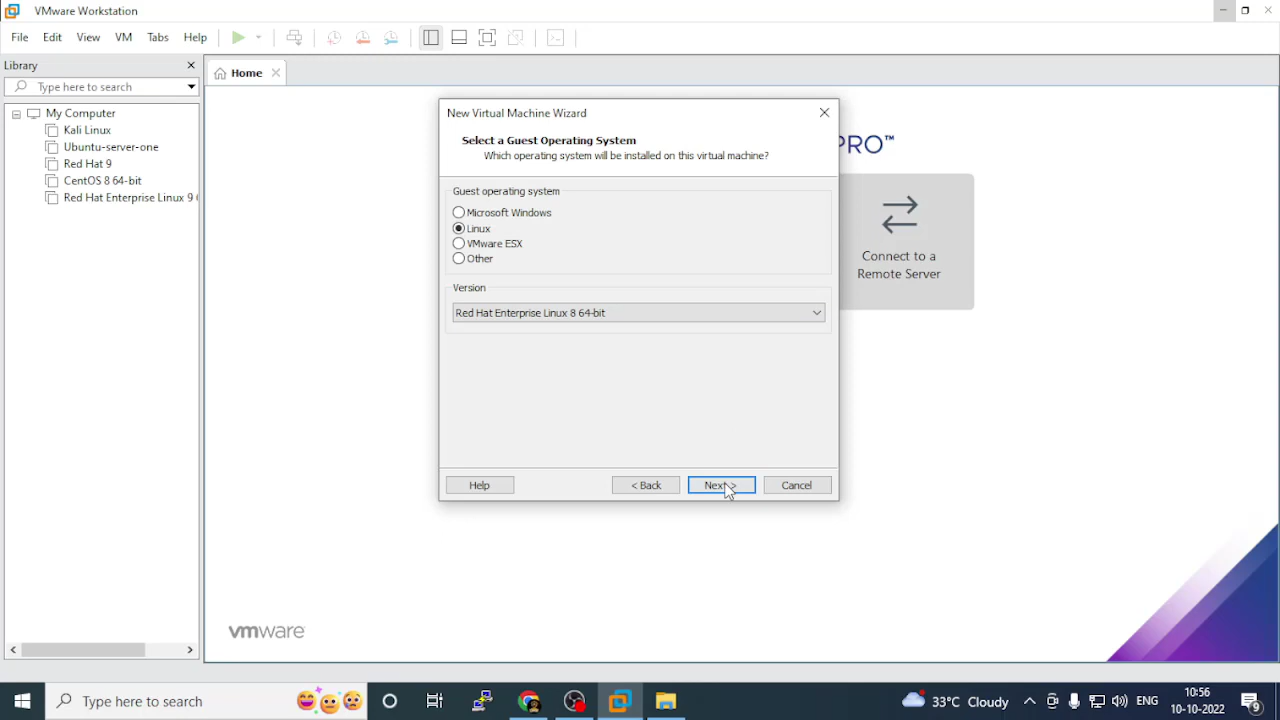 VMware Workstation
File Edit View VM Tabs Help
Library
Type here to search
My Computer
Kali Linux
Ubuntu-server-one
Red Hat 9
CentOS 8 64-bit
Red Hat Enterprise Linux 9
Home
PRO™
Connect to a
Remote Server
New Virtual Machine Wizard
Select a Guest Operating System
Which operating system will be installed on this virtual machine?
Guest operating system
Microsoft Windows
Linux
VMware ESX
Other
Version
Red Hat Enterprise Linux 8 64-bit
Help < Back Next > Cancel
vmware
Type here to search
33°C Cloudy
ENG
10:56
10-10-2022
9